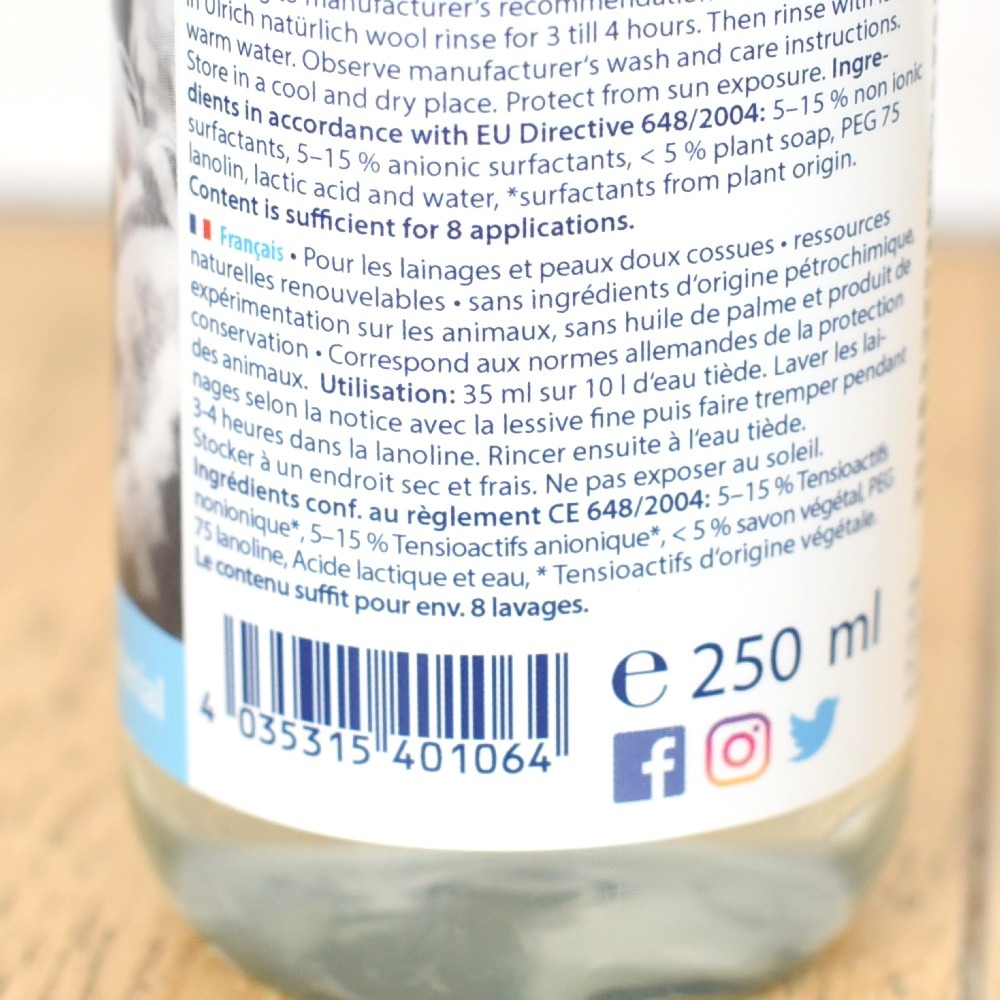 manufacturer's
in Ulrich natürlich wool rinse for 3 till 4 hours. Then rinse with
warm water. Observe manufacturer's wash and care instructions.
Store in a cool and dry place. Protect from sun exposure. Ingre-
dients in accordance with EU Directive 648/2004: 5–15 % non ionic
surfactants, 5–15 % anionic surfactants, < 5 % plant soap, PEG 75
lanolin, lactic acid and water, *surfactants from plant origin.
Content is sufficient for 8 applications.
Français • Pour les lainages et peaux doux cossues • ressources
naturelles renouvelables • sans ingrédients d'origine pétrochimique,
expérimentation sur les animaux, sans huile de palme et produit de
conservation • Correspond aux normes allemandes de la protection
des animaux. Utilisation: 35 ml sur 10 l d'eau tiède. Laver les lai-
nages selon la notice avec la lessive fine puis faire tremper pendant
3-4 heures dans la lanoline. Rincer ensuite à l'eau tiède.
Stocker à un endroit sec et frais. Ne pas exposer au soleil.
Ingrédients conf. au règlement CE 648/2004: 5–15 % Tensioactifs
nonionique*, 5–15 % Tensioactifs anionique*, < 5 % savon végétal, PEG
75 lanoline, Acide lactique et eau, * Tensioactifs d'origine végétale.
Le contenu suffit pour env. 8 lavages.
℮ 250 ml
4 035315 401064